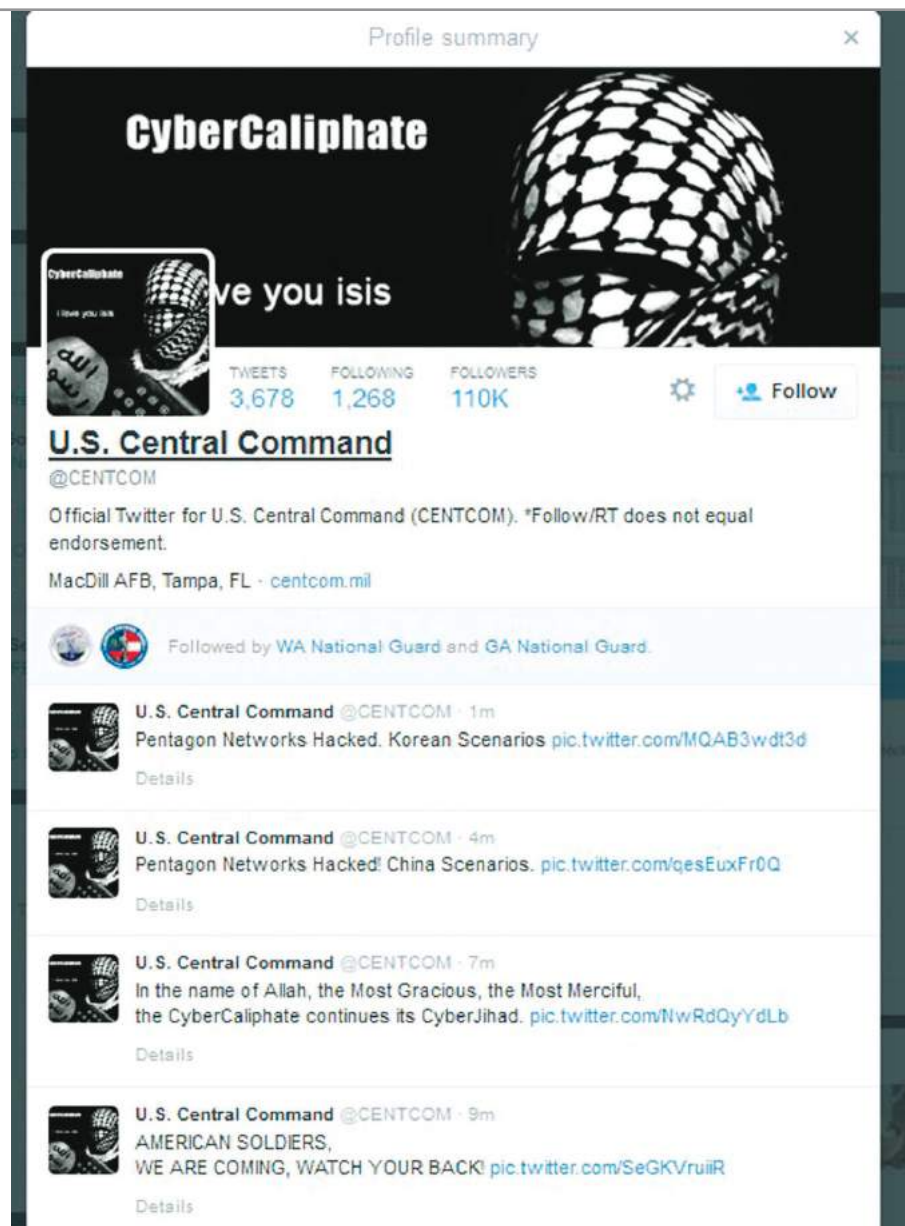 Profile summary
×
CyberCaliphate
ve you isis
CyberCaliphate
i love you isis
TWEETS FOLLOWING FOLLOWERS
3,678 1,268 110K
Follow
U.S. Central Command
@CENTCOM
Official Twitter for U.S. Central Command (CENTCOM). *Follow/RT does not equal
endorsement.
MacDill AFB, Tampa, FL · centcom.mil
Followed by WA National Guard and GA National Guard.
U.S. Central Command @CENTCOM · 1m
Pentagon Networks Hacked. Korean Scenarios pic.twitter.com/MQAB3wdt3d
Details
U.S. Central Command @CENTCOM · 4m
Pentagon Networks Hacked! China Scenarios. pic.twitter.com/qesEuxFr0Q
Details
U.S. Central Command @CENTCOM · 7m
In the name of Allah, the Most Gracious, the Most Merciful,
the CyberCaliphate continues its CyberJihad. pic.twitter.com/NwRdQyYdLb
Details
U.S. Central Command @CENTCOM · 9m
AMERICAN SOLDIERS,
WE ARE COMING, WATCH YOUR BACK! pic.twitter.com/SeGKVruiiR
Details